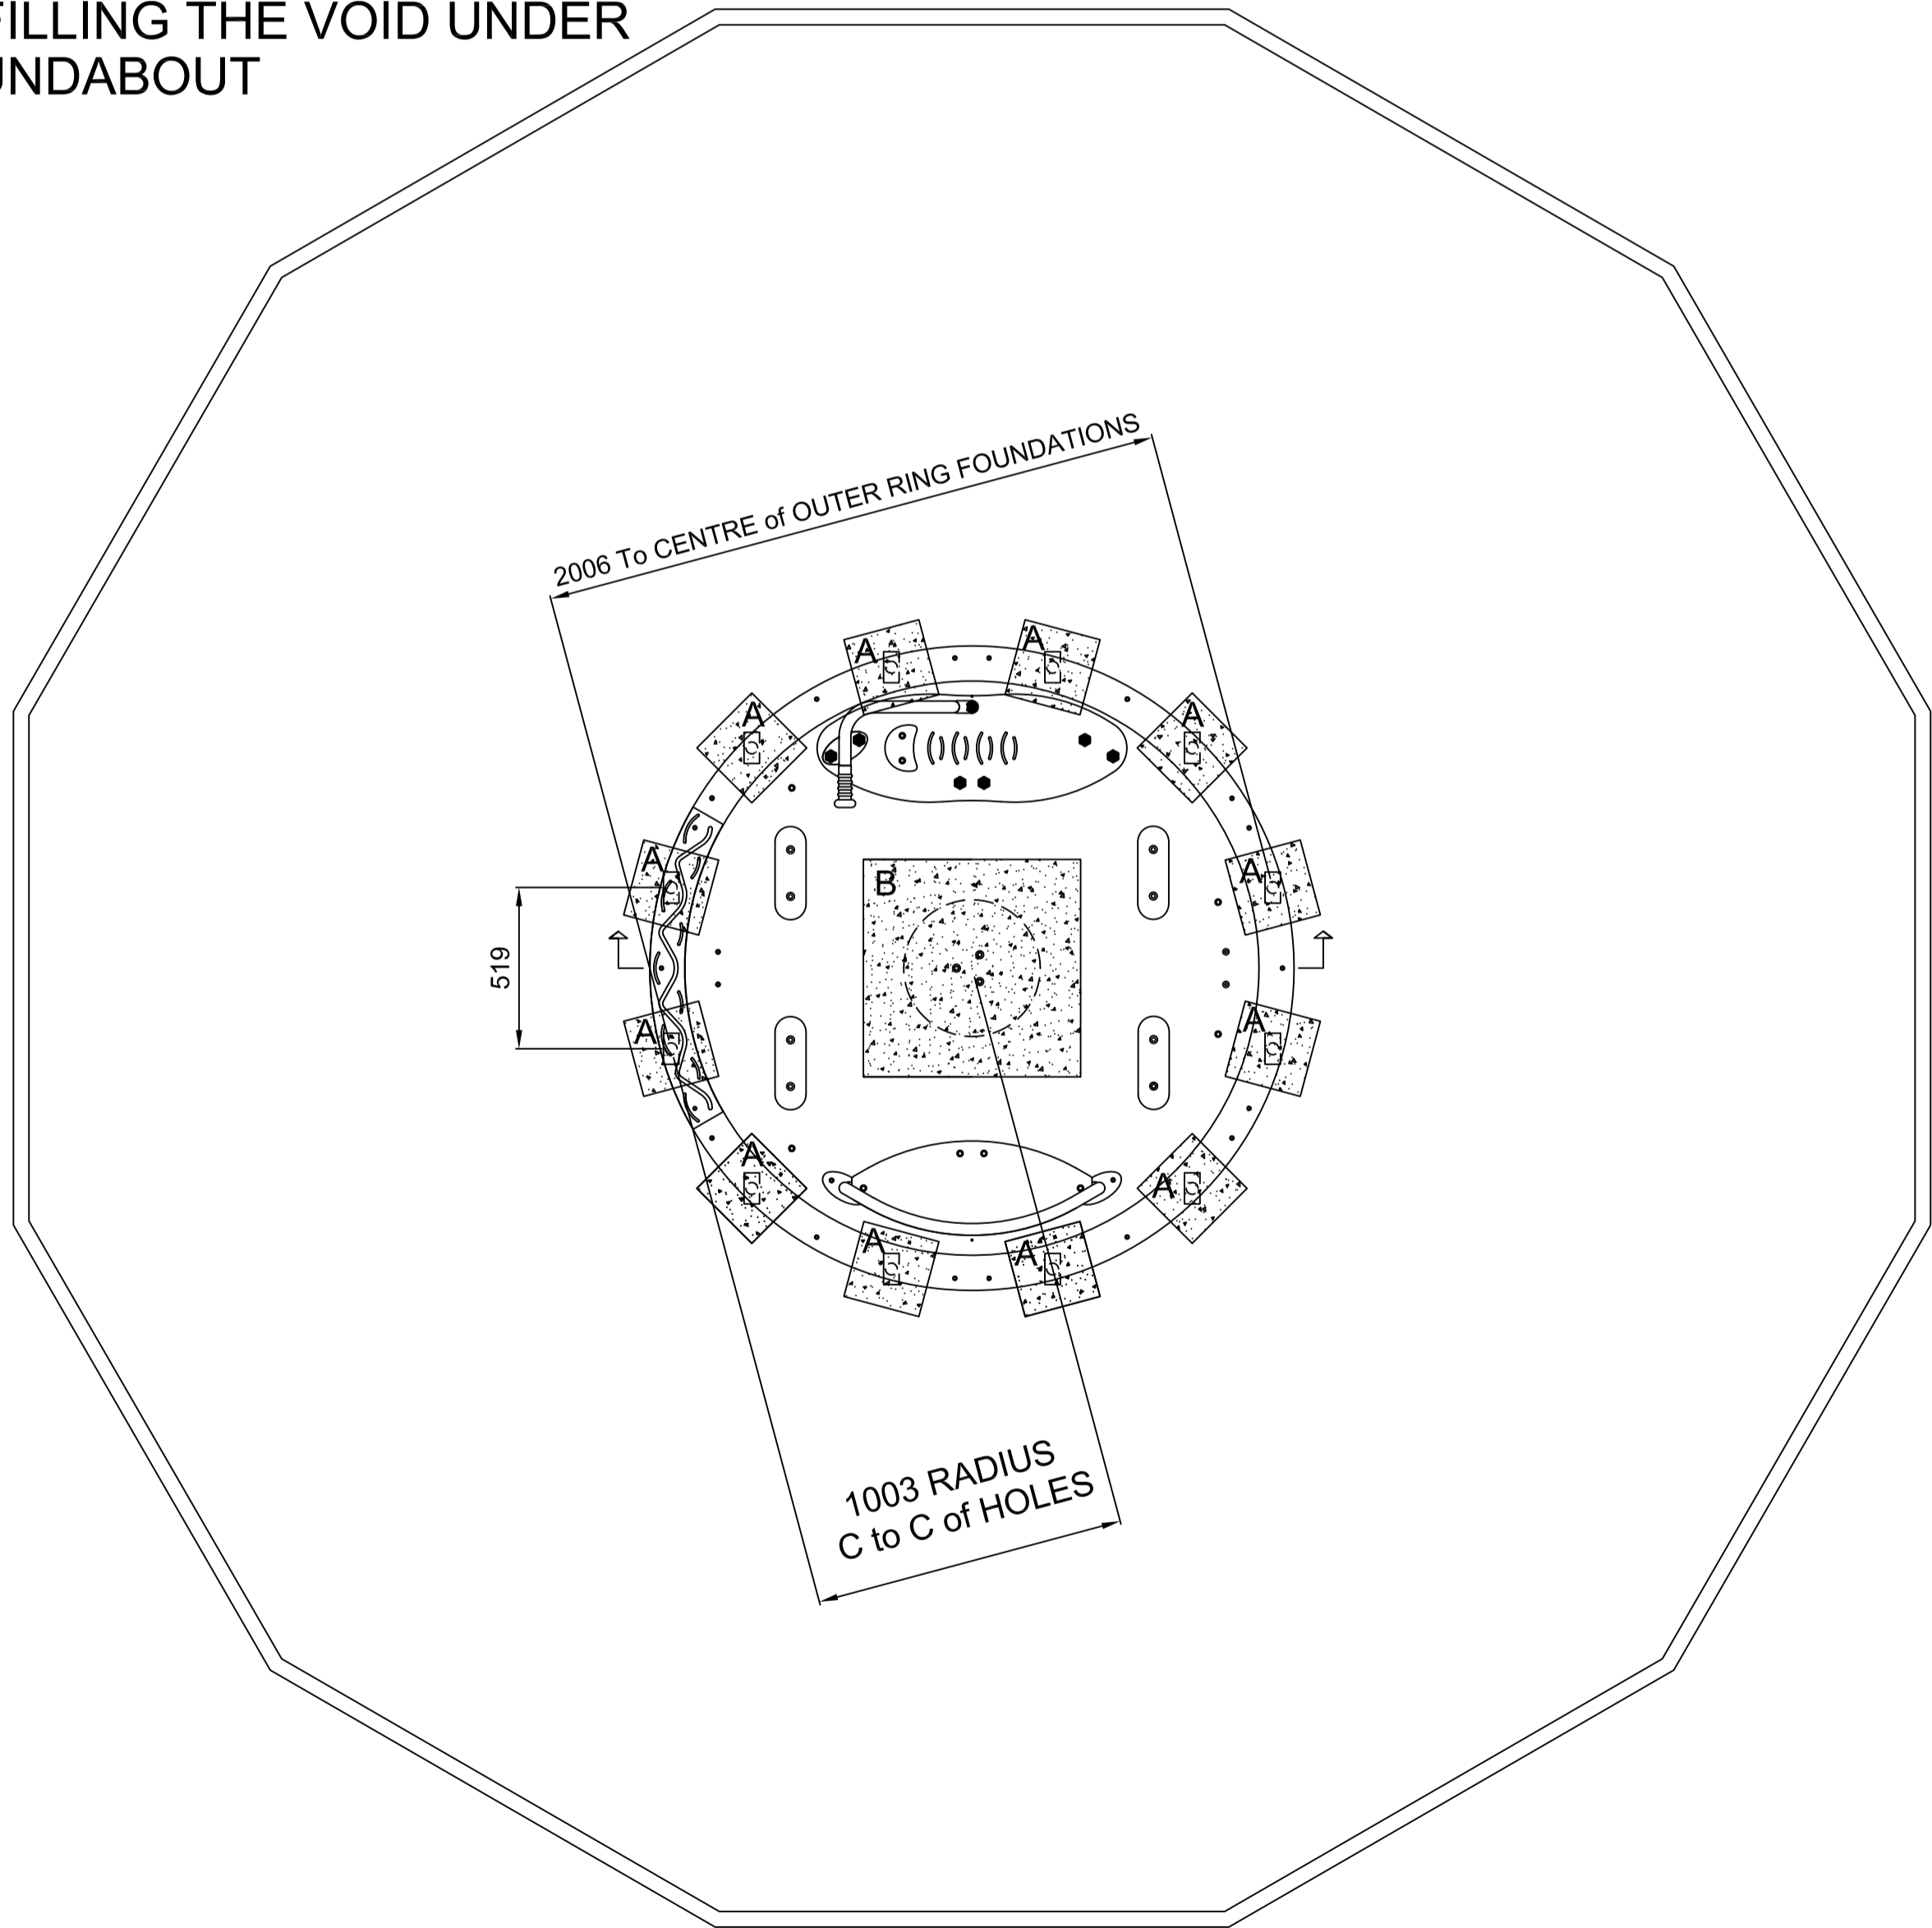 FILLING THE VOID UNDER
UNDABOUT
2006 To CENTRE of OUTER RING FOUNDATIONS
A
A
A
A
A
A
B
519
A
A
A
A
A
A
1003 RADIUS
C to C of HOLES